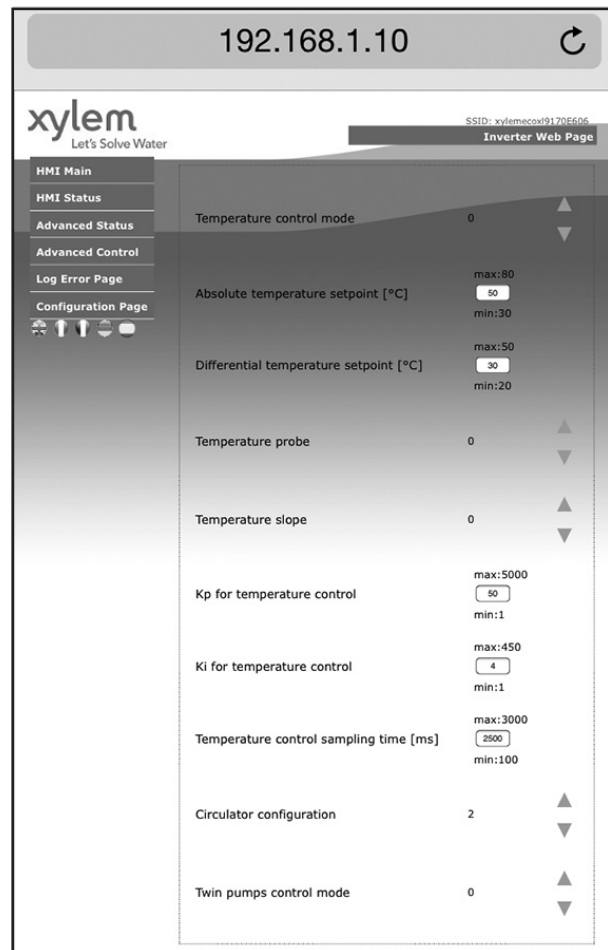 192.168.1.10
xylem
Let's Solve Water
SSID: xylemecoxl9170E606
Inverter Web Page
HMI Main
HMI Status
Advanced Status
Advanced Control
Log Error Page
Configuration Page
Temperature control mode 0
max:80
Absolute temperature setpoint [°C] 50
min:30
max:50
Differential temperature setpoint [°C] 30
min:20
Temperature probe 0
Temperature slope 0
max:5000
Kp for temperature control 50
min:1
max:450
Ki for temperature control 4
min:1
max:3000
Temperature control sampling time [ms] 2500
min:100
Circulator configuration 2
Twin pumps control mode 0